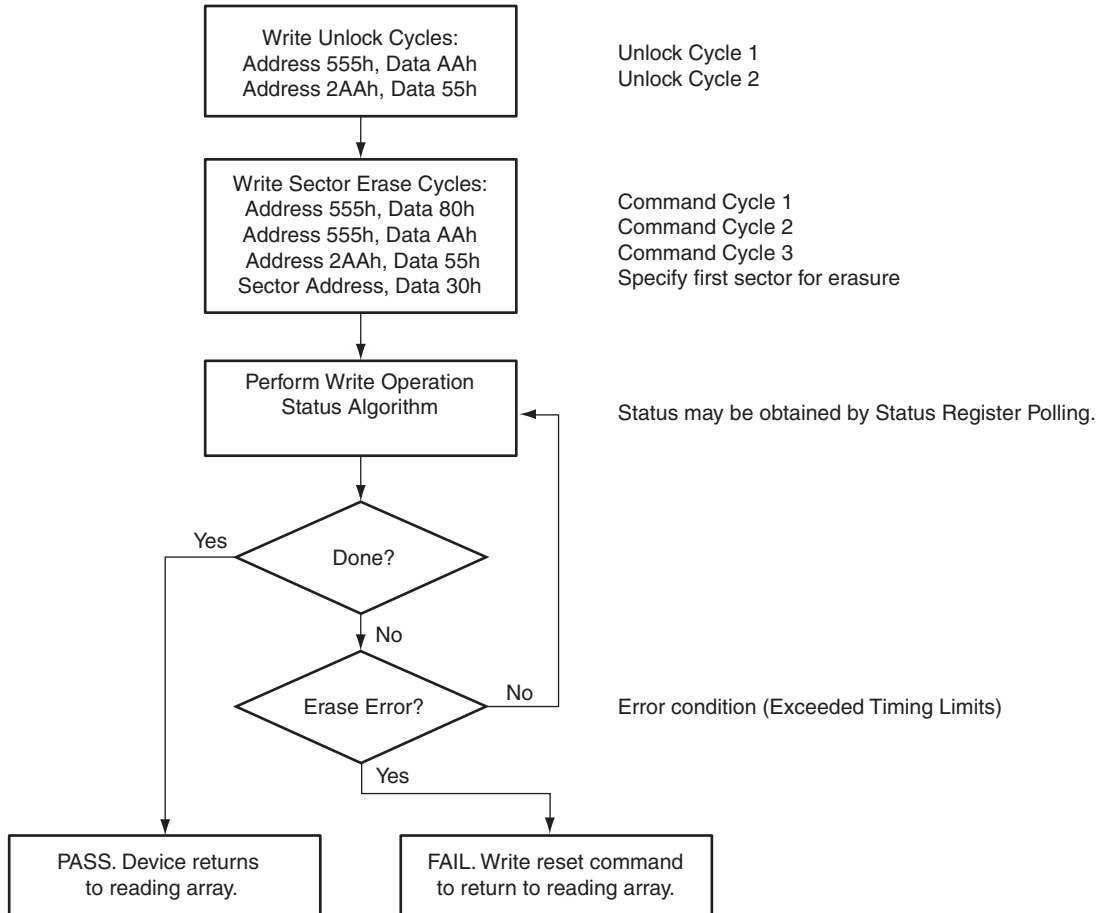 Write Unlock Cycles:
Address 555h, Data AAh
Address 2AAh, Data 55h
Unlock Cycle 1
Unlock Cycle 2
Write Sector Erase Cycles:
Address 555h, Data 80h
Address 555h, Data AAh
Address 2AAh, Data 55h
Sector Address, Data 30h
Command Cycle 1
Command Cycle 2
Command Cycle 3
Specify first sector for erasure
Perform Write Operation
Status Algorithm
Status may be obtained by Status Register Polling.
Yes
Done?
No
Erase Error?
No
Error condition (Exceeded Timing Limits)
Yes
PASS. Device returns
to reading array.
FAIL. Write reset command
to return to reading array.